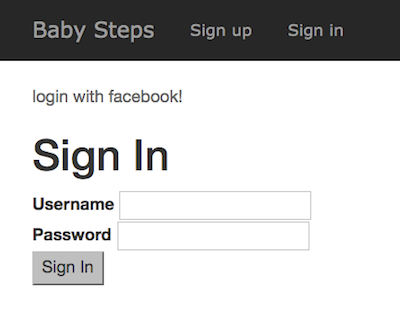 Baby Steps Sign up Sign in
login with facebook!
Sign In
Username
Password
Sign In